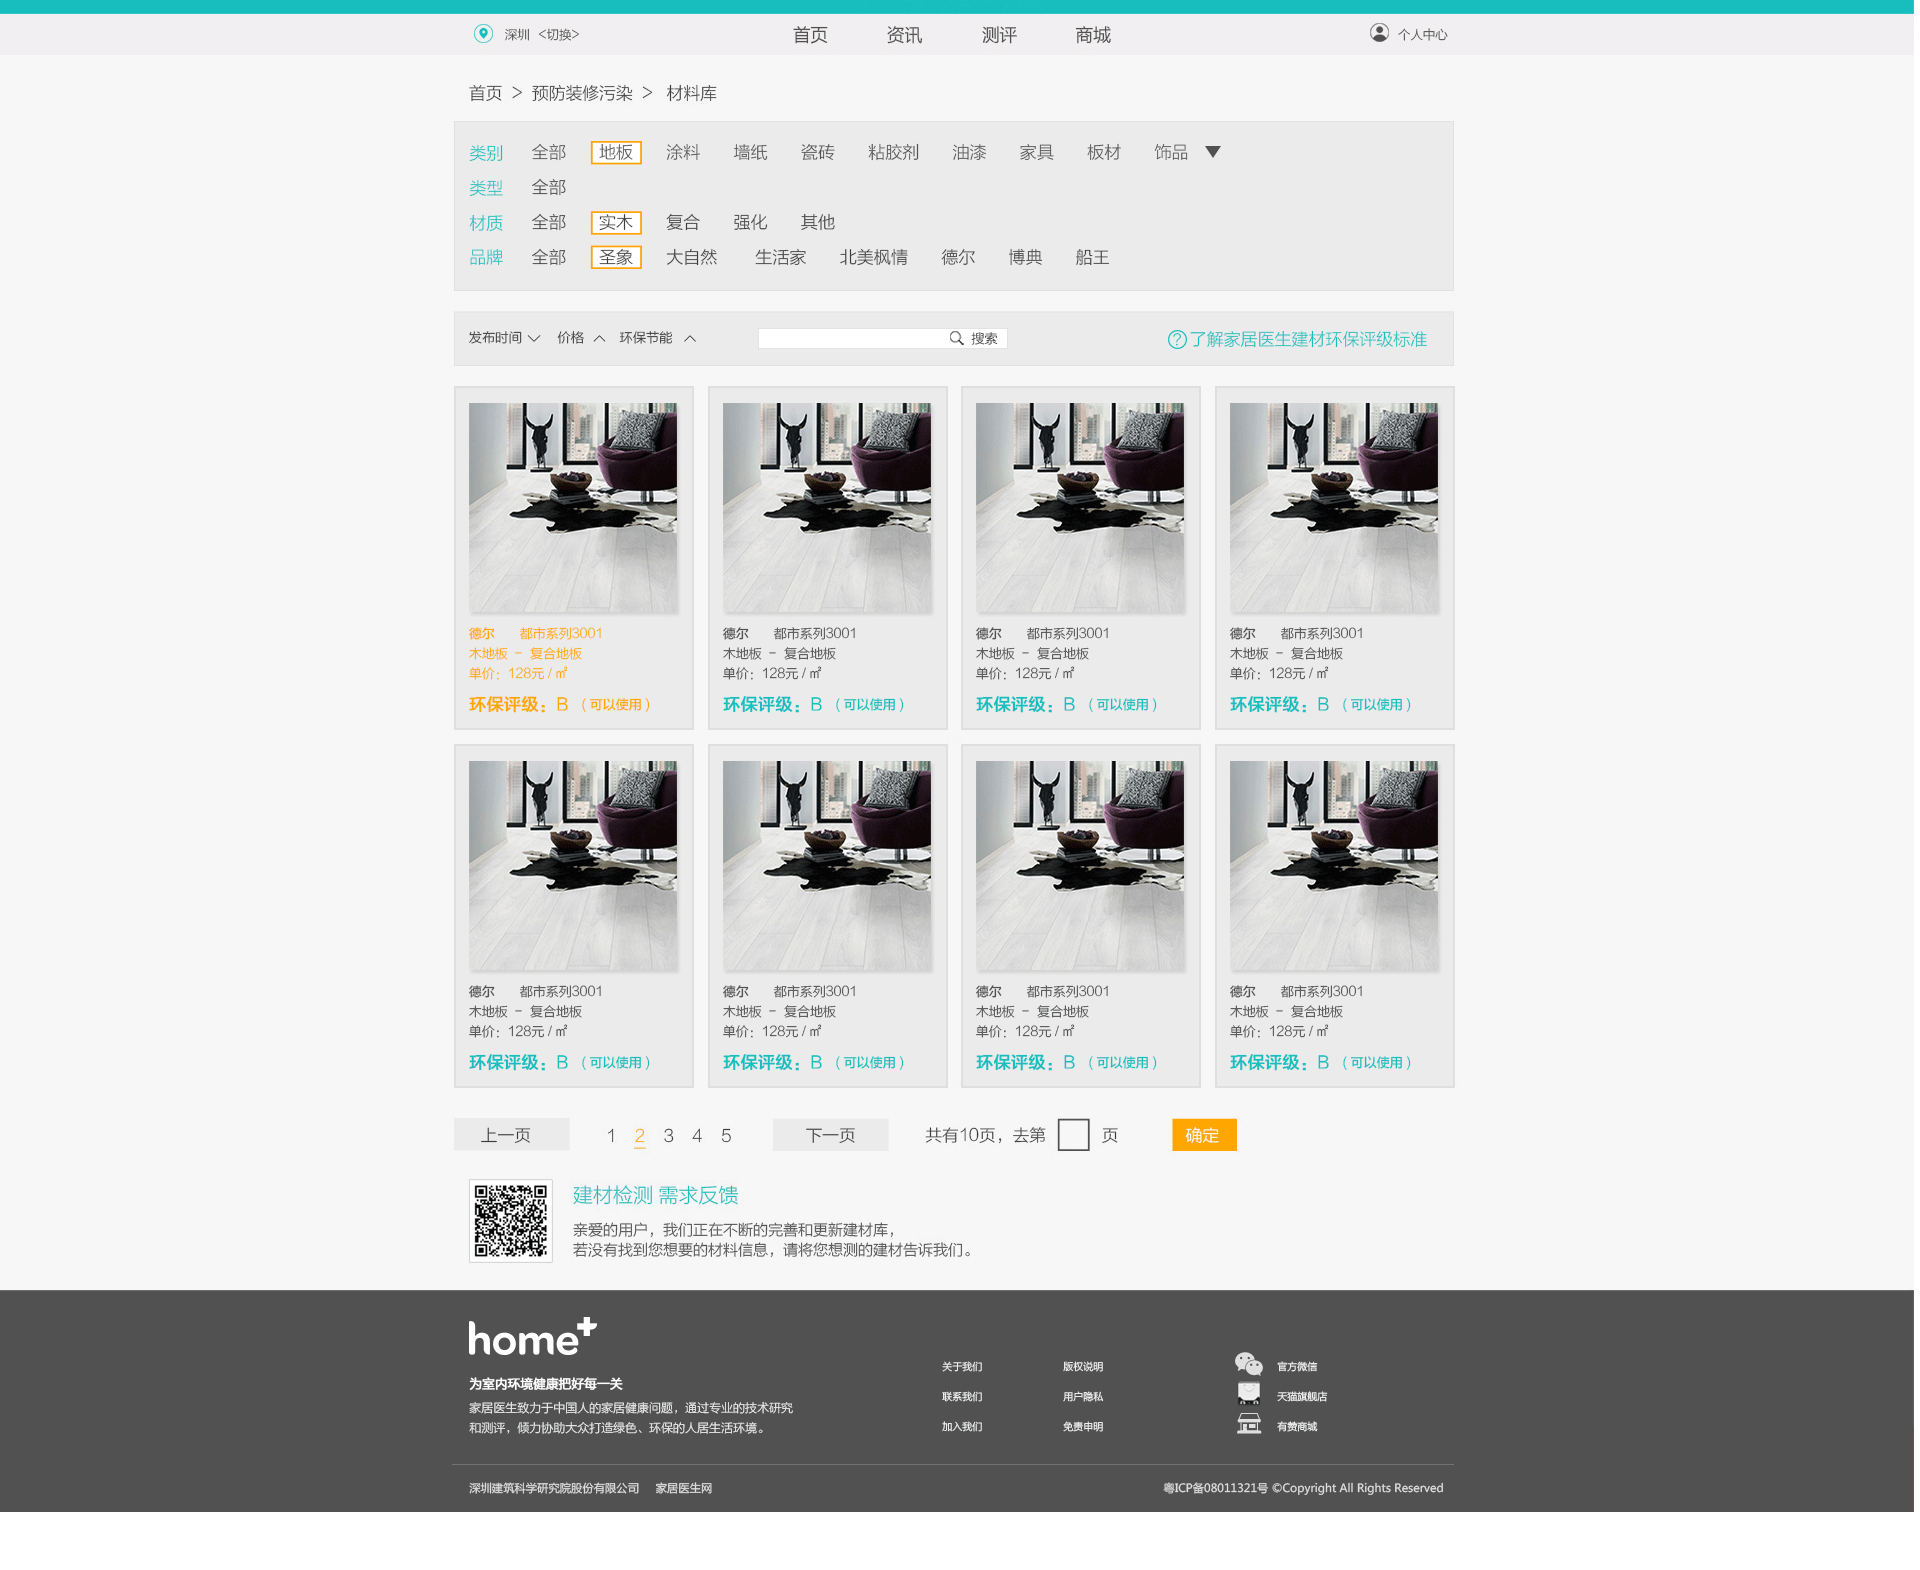 深圳 <切换> 首页 资讯 测评 商城 个人中心
首页 > 预防装修污染 > 材料库
类别 全部 地板 涂料 墙纸 瓷砖 粘胶剂 油漆 家具 板材 饰品
类型 全部
材质 全部 实木 复合 强化 其他
品牌 全部 圣象 大自然 生活家 北美枫情 德尔 博典 船王
发布时间 价格 环保节能 搜索 ?了解家居医生建材环保评级标准
德尔 都市系列3001
木地板 - 复合地板
单价：128元 / ㎡
环保评级：B （可以使用）
德尔 都市系列3001
木地板 - 复合地板
单价：128元 / ㎡
环保评级：B （可以使用）
德尔 都市系列3001
木地板 - 复合地板
单价：128元 / ㎡
环保评级：B （可以使用）
德尔 都市系列3001
木地板 - 复合地板
单价：128元 / ㎡
环保评级：B （可以使用）
德尔 都市系列3001
木地板 - 复合地板
单价：128元 / ㎡
环保评级：B （可以使用）
德尔 都市系列3001
木地板 - 复合地板
单价：128元 / ㎡
环保评级：B （可以使用）
德尔 都市系列3001
木地板 - 复合地板
单价：128元 / ㎡
环保评级：B （可以使用）
德尔 都市系列3001
木地板 - 复合地板
单价：128元 / ㎡
环保评级：B （可以使用）
上一页 1 2 3 4 5 下一页 共有10页，去第 页 确定
建材检测 需求反馈
亲爱的用户，我们正在不断的完善和更新建材库，
若没有找到您想要的材料信息，请将您想测的建材告诉我们。
home+
为室内环境健康把好每一关
家居医生致力于中国人的家居健康问题，通过专业的技术研究
和测评，倾力协助大众打造绿色、环保的人居生活环境。
关于我们 版权说明 官方微信
联系我们 用户隐私 天猫旗舰店
加入我们 免责申明 有赞商城
深圳建筑科学研究院股份有限公司 家居医生网 粤ICP备08011321号 ©Copyright All Rights Reserved